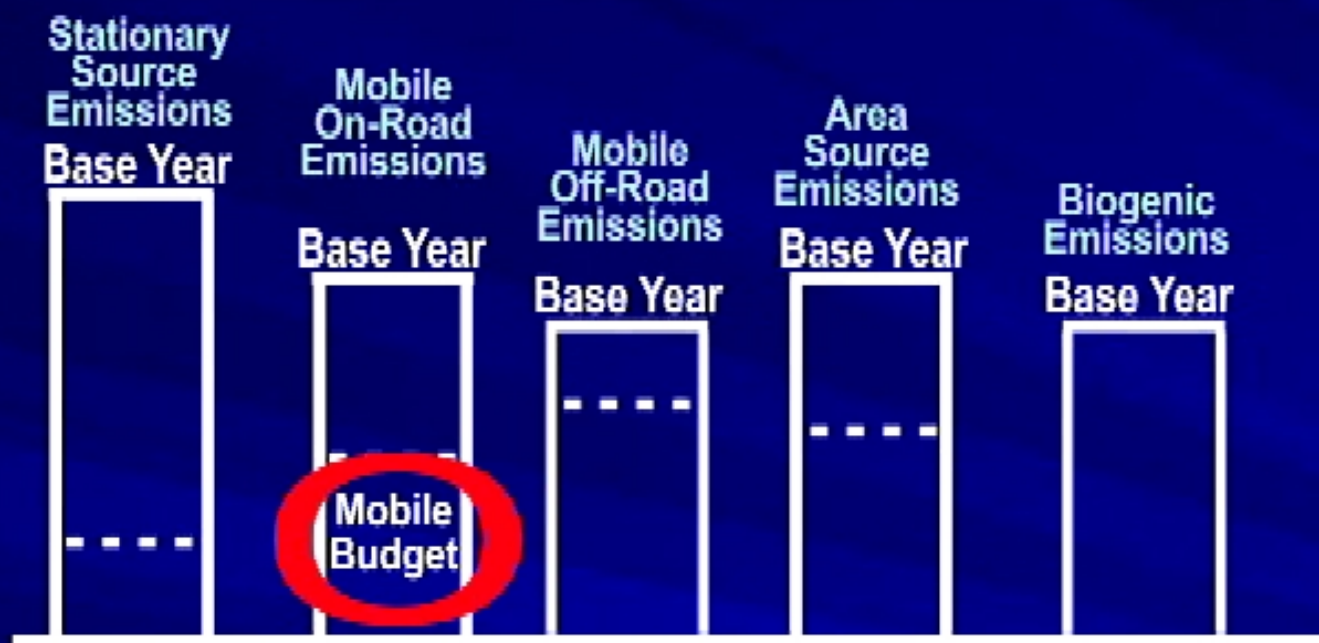 Stationary
Source
Emissions
Base Year
Mobile
On-Road
Emissions
Base Year
Mobile
Budget
Mobile
Off-Road
Emissions
Base Year
Area
Source
Emissions
Base Year
Biogenic
Emissions
Base Year